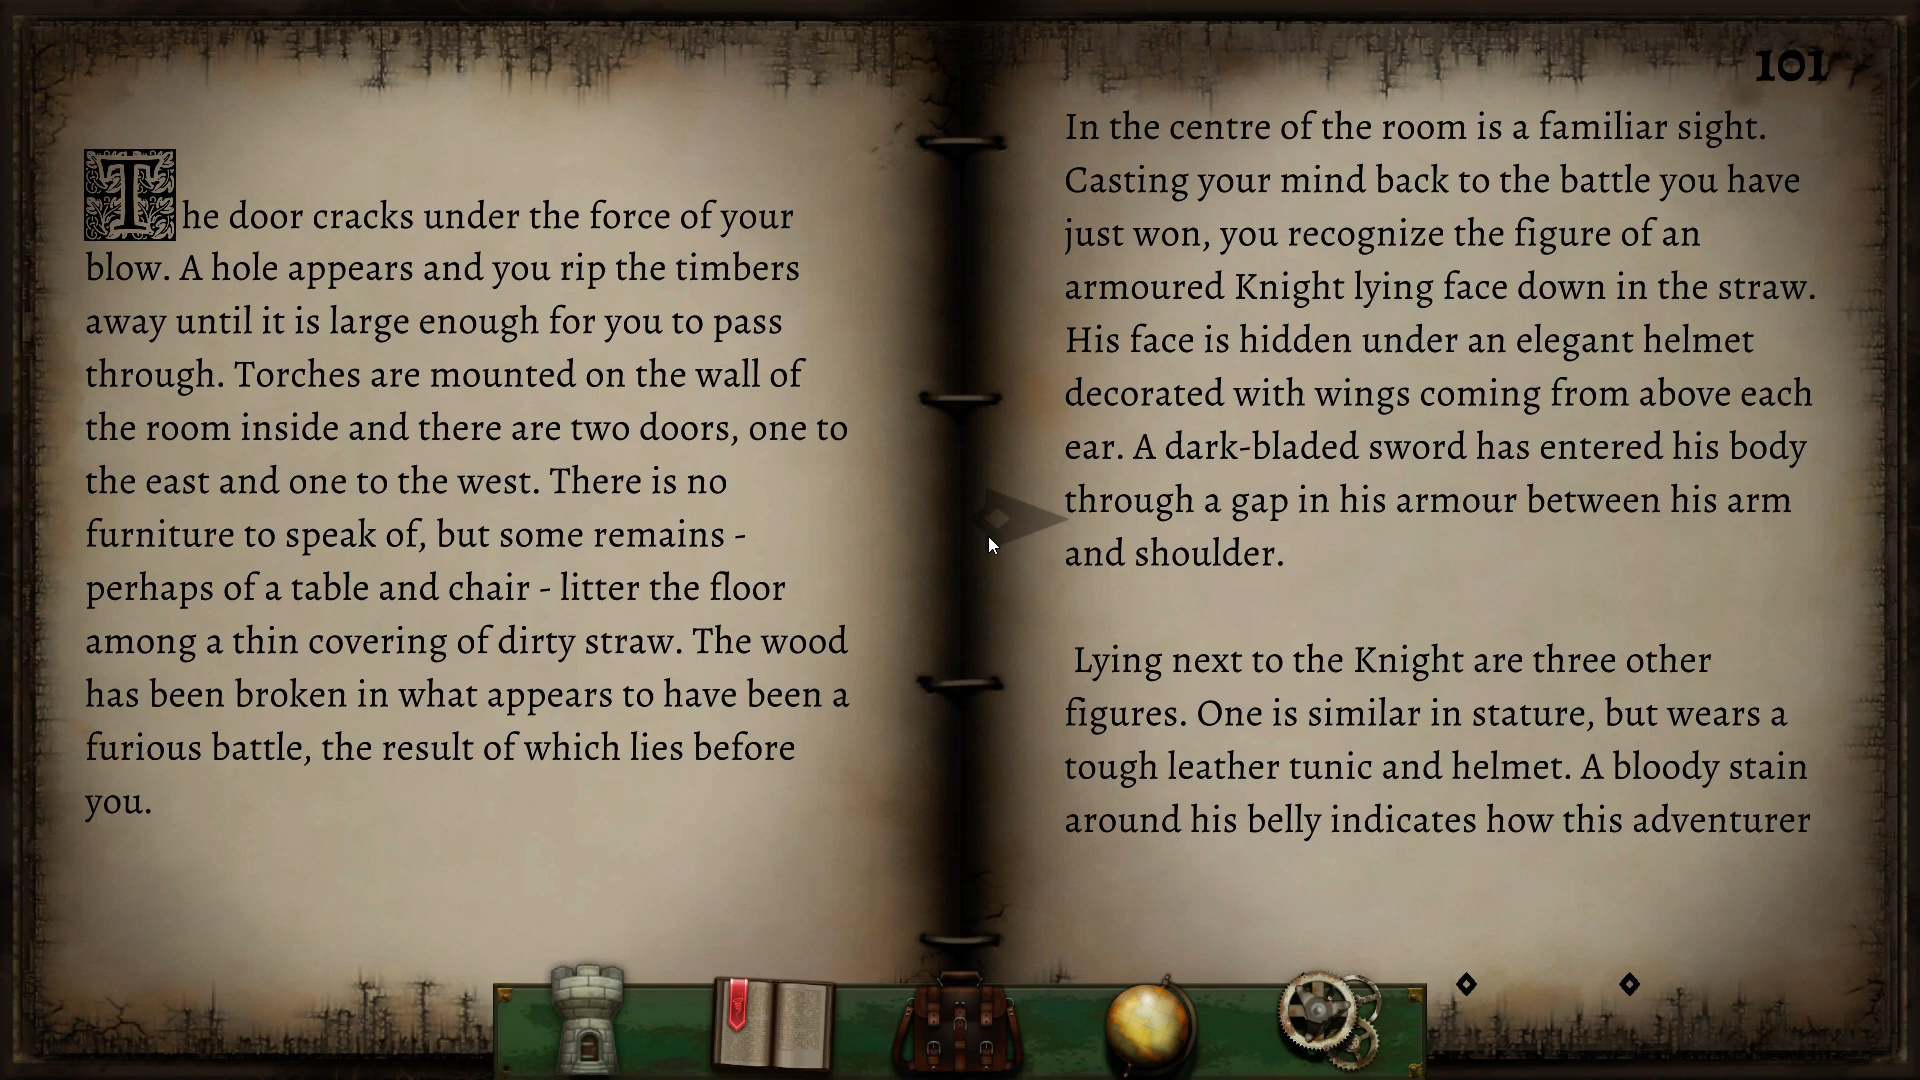 The door cracks under the force of your
blow. A hole appears and you rip the timbers
away until it is large enough for you to pass
through. Torches are mounted on the wall of
the room inside and there are two doors, one to
the east and one to the west. There is no
furniture to speak of, but some remains -
perhaps of a table and chair - litter the floor
among a thin covering of dirty straw. The wood
has been broken in what appears to have been a
furious battle, the result of which lies before
you.
101
In the centre of the room is a familiar sight.
Casting your mind back to the battle you have
just won, you recognize the figure of an
armoured Knight lying face down in the straw.
His face is hidden under an elegant helmet
decorated with wings coming from above each
ear. A dark-bladed sword has entered his body
through a gap in his armour between his arm
and shoulder.
Lying next to the Knight are three other
figures. One is similar in stature, but wears a
tough leather tunic and helmet. A bloody stain
around his belly indicates how this adventurer